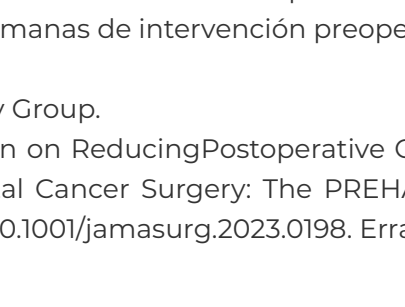 manas de intervención preope
y Group.
n on ReducingPostoperative C
al Cancer Surgery: The PREHA
0.1001/jamasurg.2023.0198. Erra